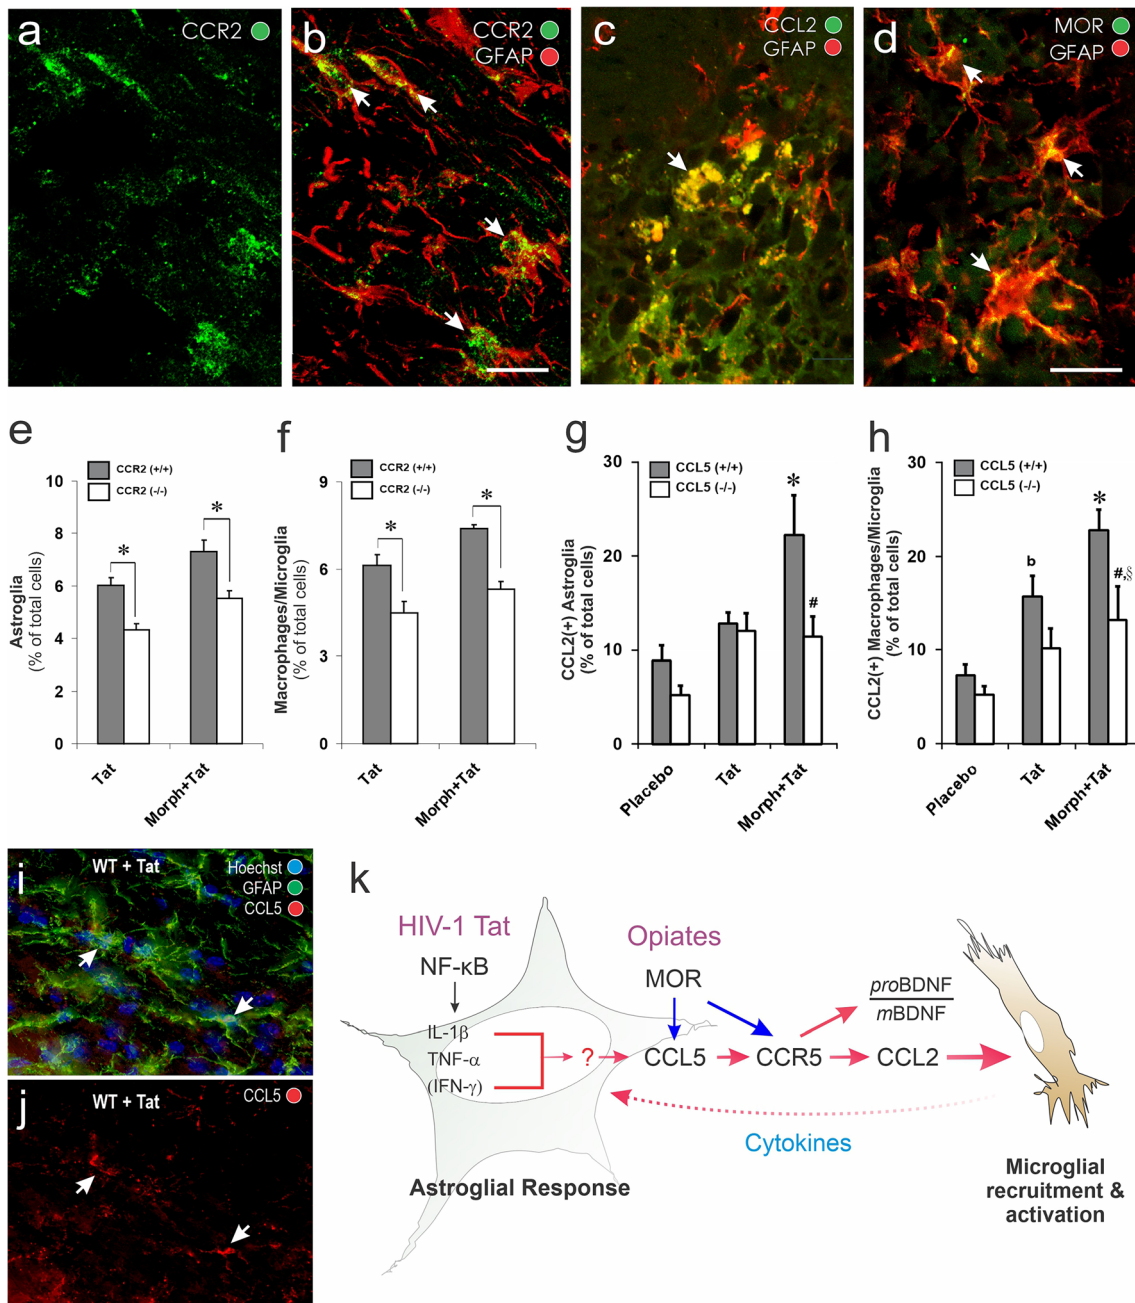 a
CCR2
b
CCR2
GFAP
c
CCL2
GFAP
d
MOR
GFAP
e
CCR2 (+/+)
CCR2 (-/-)
Astroglia
(% of total cells)
10
8
6
4
2
0
*
*
Tat
Morph+Tat
f
CCR2 (+/+)
CCR2 (-/-)
Macrophages/Microglia
(% of total cells)
9
6
3
0
*
*
Tat
Morph+Tat
g
CCL5 (+/+)
CCL5 (-/-)
CCL2(+) Astroglia
(% of total cells)
30
20
10
0
*
#
Placebo
Tat
Morph+Tat
h
CCL5 (+/+)
CCL5 (-/-)
CCL2(+) Macrophages/Microglia
(% of total cells)
30
20
10
0
b
*
#,§
Placebo
Tat
Morph+Tat
i
WT + Tat
Hoechst
GFAP
CCL5
j
WT + Tat
CCL5
k
HIV-1 Tat
Opiates
NF-κB
MOR
proBDNF
mBDNF
IL-1β
TNF-α
(IFN-γ)
?
CCL5
CCR5
CCL2
Cytokines
Astroglial Response
Microglial
recruitment &
activation